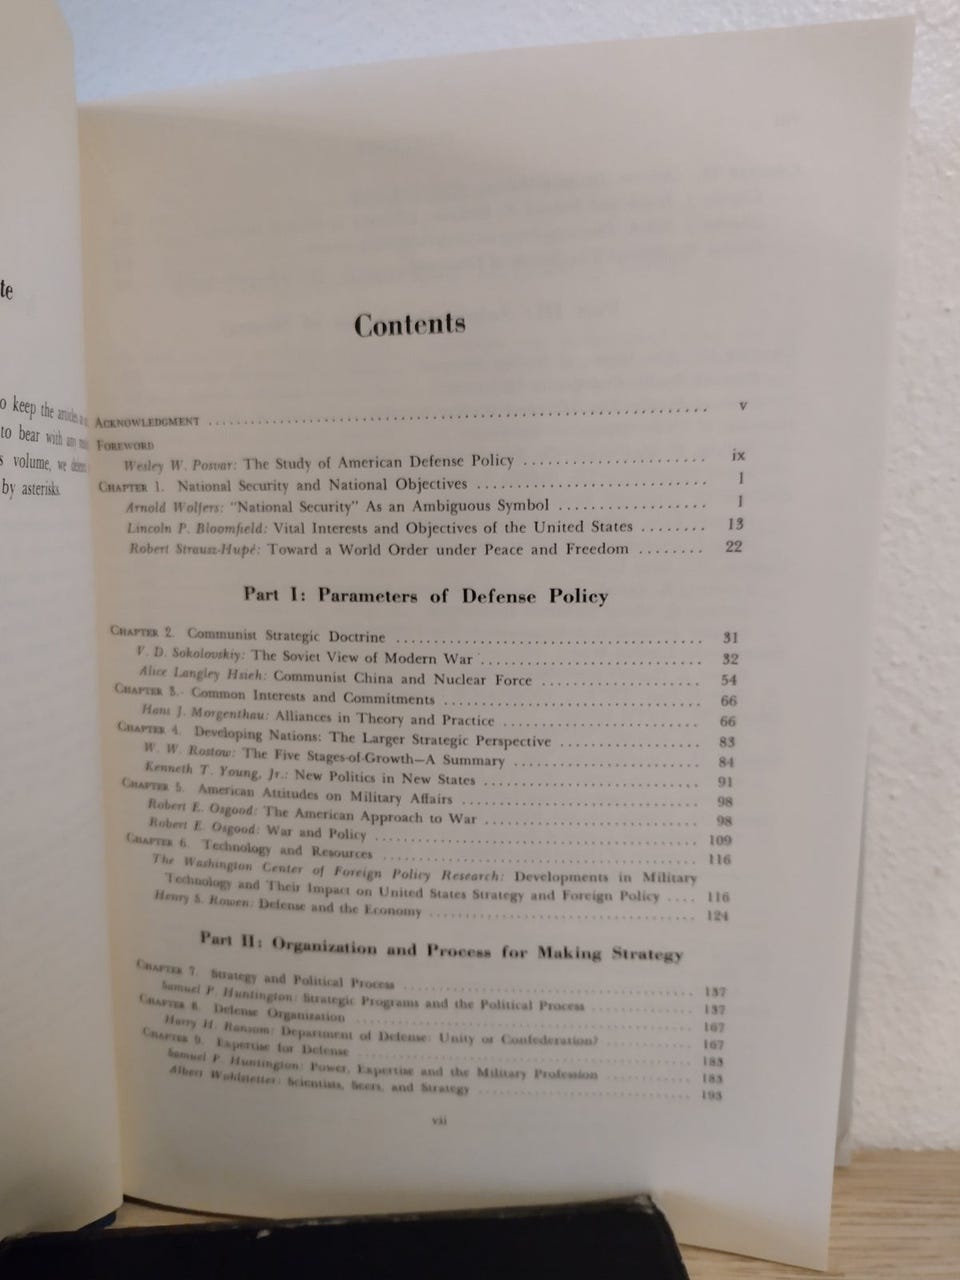 te
o keep the articles
to bear with any
s volume, we
by asterisks.
Contents
ACKNOWLEDGMENT v
FOREWORD
Wesley W. Posvar: The Study of American Defense Policy ix
CHAPTER 1. National Security and National Objectives 1
Arnold Wolfers: "National Security" As an Ambiguous Symbol 1
Lincoln P. Bloomfield: Vital Interests and Objectives of the United States 13
Robert Strausz-Hupé: Toward a World Order under Peace and Freedom 22
Part I: Parameters of Defense Policy
CHAPTER 2. Communist Strategic Doctrine 31
V. D. Sokolovskiy: The Soviet View of Modern War 32
Alice Langley Hsieh: Communist China and Nuclear Force 54
CHAPTER 3. Common Interests and Commitments 66
Hans J. Morgenthau: Alliances in Theory and Practice 66
CHAPTER 4. Developing Nations: The Larger Strategic Perspective 83
W. W. Rostow: The Five Stages-of-Growth—A Summary 84
Kenneth T. Young, Jr.: New Politics in New States 91
CHAPTER 5. American Attitudes on Military Affairs 98
Robert E. Osgood: The American Approach to War 98
Robert E. Osgood: War and Policy 109
CHAPTER 6. Technology and Resources 116
The Washington Center of Foreign Policy Research: Developments in Military
Technology and Their Impact on United States Strategy and Foreign Policy 116
Henry S. Rowen: Defense and the Economy 124
Part II: Organization and Process for Making Strategy
CHAPTER 7. Strategy and Political Process 137
Samuel P. Huntington: Strategic Programs and the Political Process 137
CHAPTER 8. Defense Organization 167
Harry H. Ransom: Department of Defense: Unity or Confederation? 167
CHAPTER 9. Expertise for Defense 183
Samuel P. Huntington: Power, Expertise and the Military Profession 183
Albert Wohlstetter: Scientists, Seers, and Strategy 193
vii